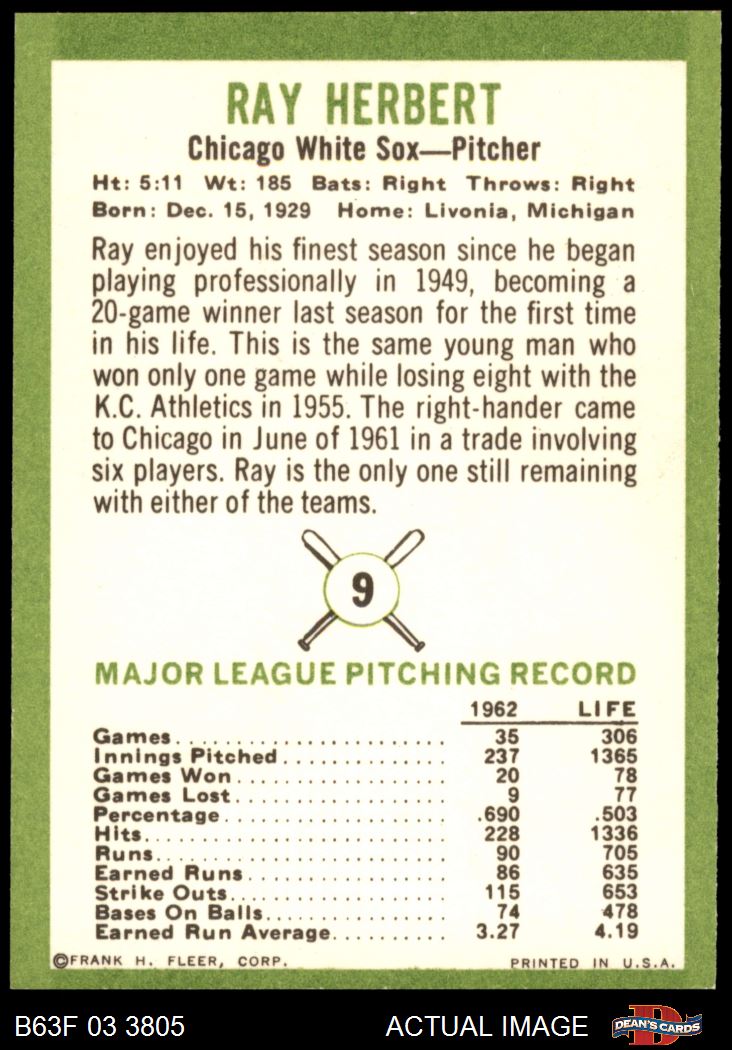 RAY HERBERT
Chicago White Sox—Pitcher
Ht: 5:11 Wt: 185 Bats: Right Throws: Right
Born: Dec. 15, 1929 Home: Livonia, Michigan
Ray enjoyed his finest season since he began
playing professionally in 1949, becoming a
20-game winner last season for the first time
in his life. This is the same young man who
won only one game while losing eight with the
K.C. Athletics in 1955. The right-hander came
to Chicago in June of 1961 in a trade involving
six players. Ray is the only one still remaining
with either of the teams.
9
MAJOR LEAGUE PITCHING RECORD
1962 LIFE
Games 35 306
Innings Pitched 237 1365
Games Won 20 78
Games Lost 9 77
Percentage .690 .503
Hits 228 1336
Runs 90 705
Earned Runs 86 635
Strike Outs 115 653
Bases On Balls 74 478
Earned Run Average 3.27 4.19
©FRANK H. FLEER, CORP. PRINTED IN U.S.A.
B63F 03 3805 ACTUAL IMAGE D DEAN'S CARDS